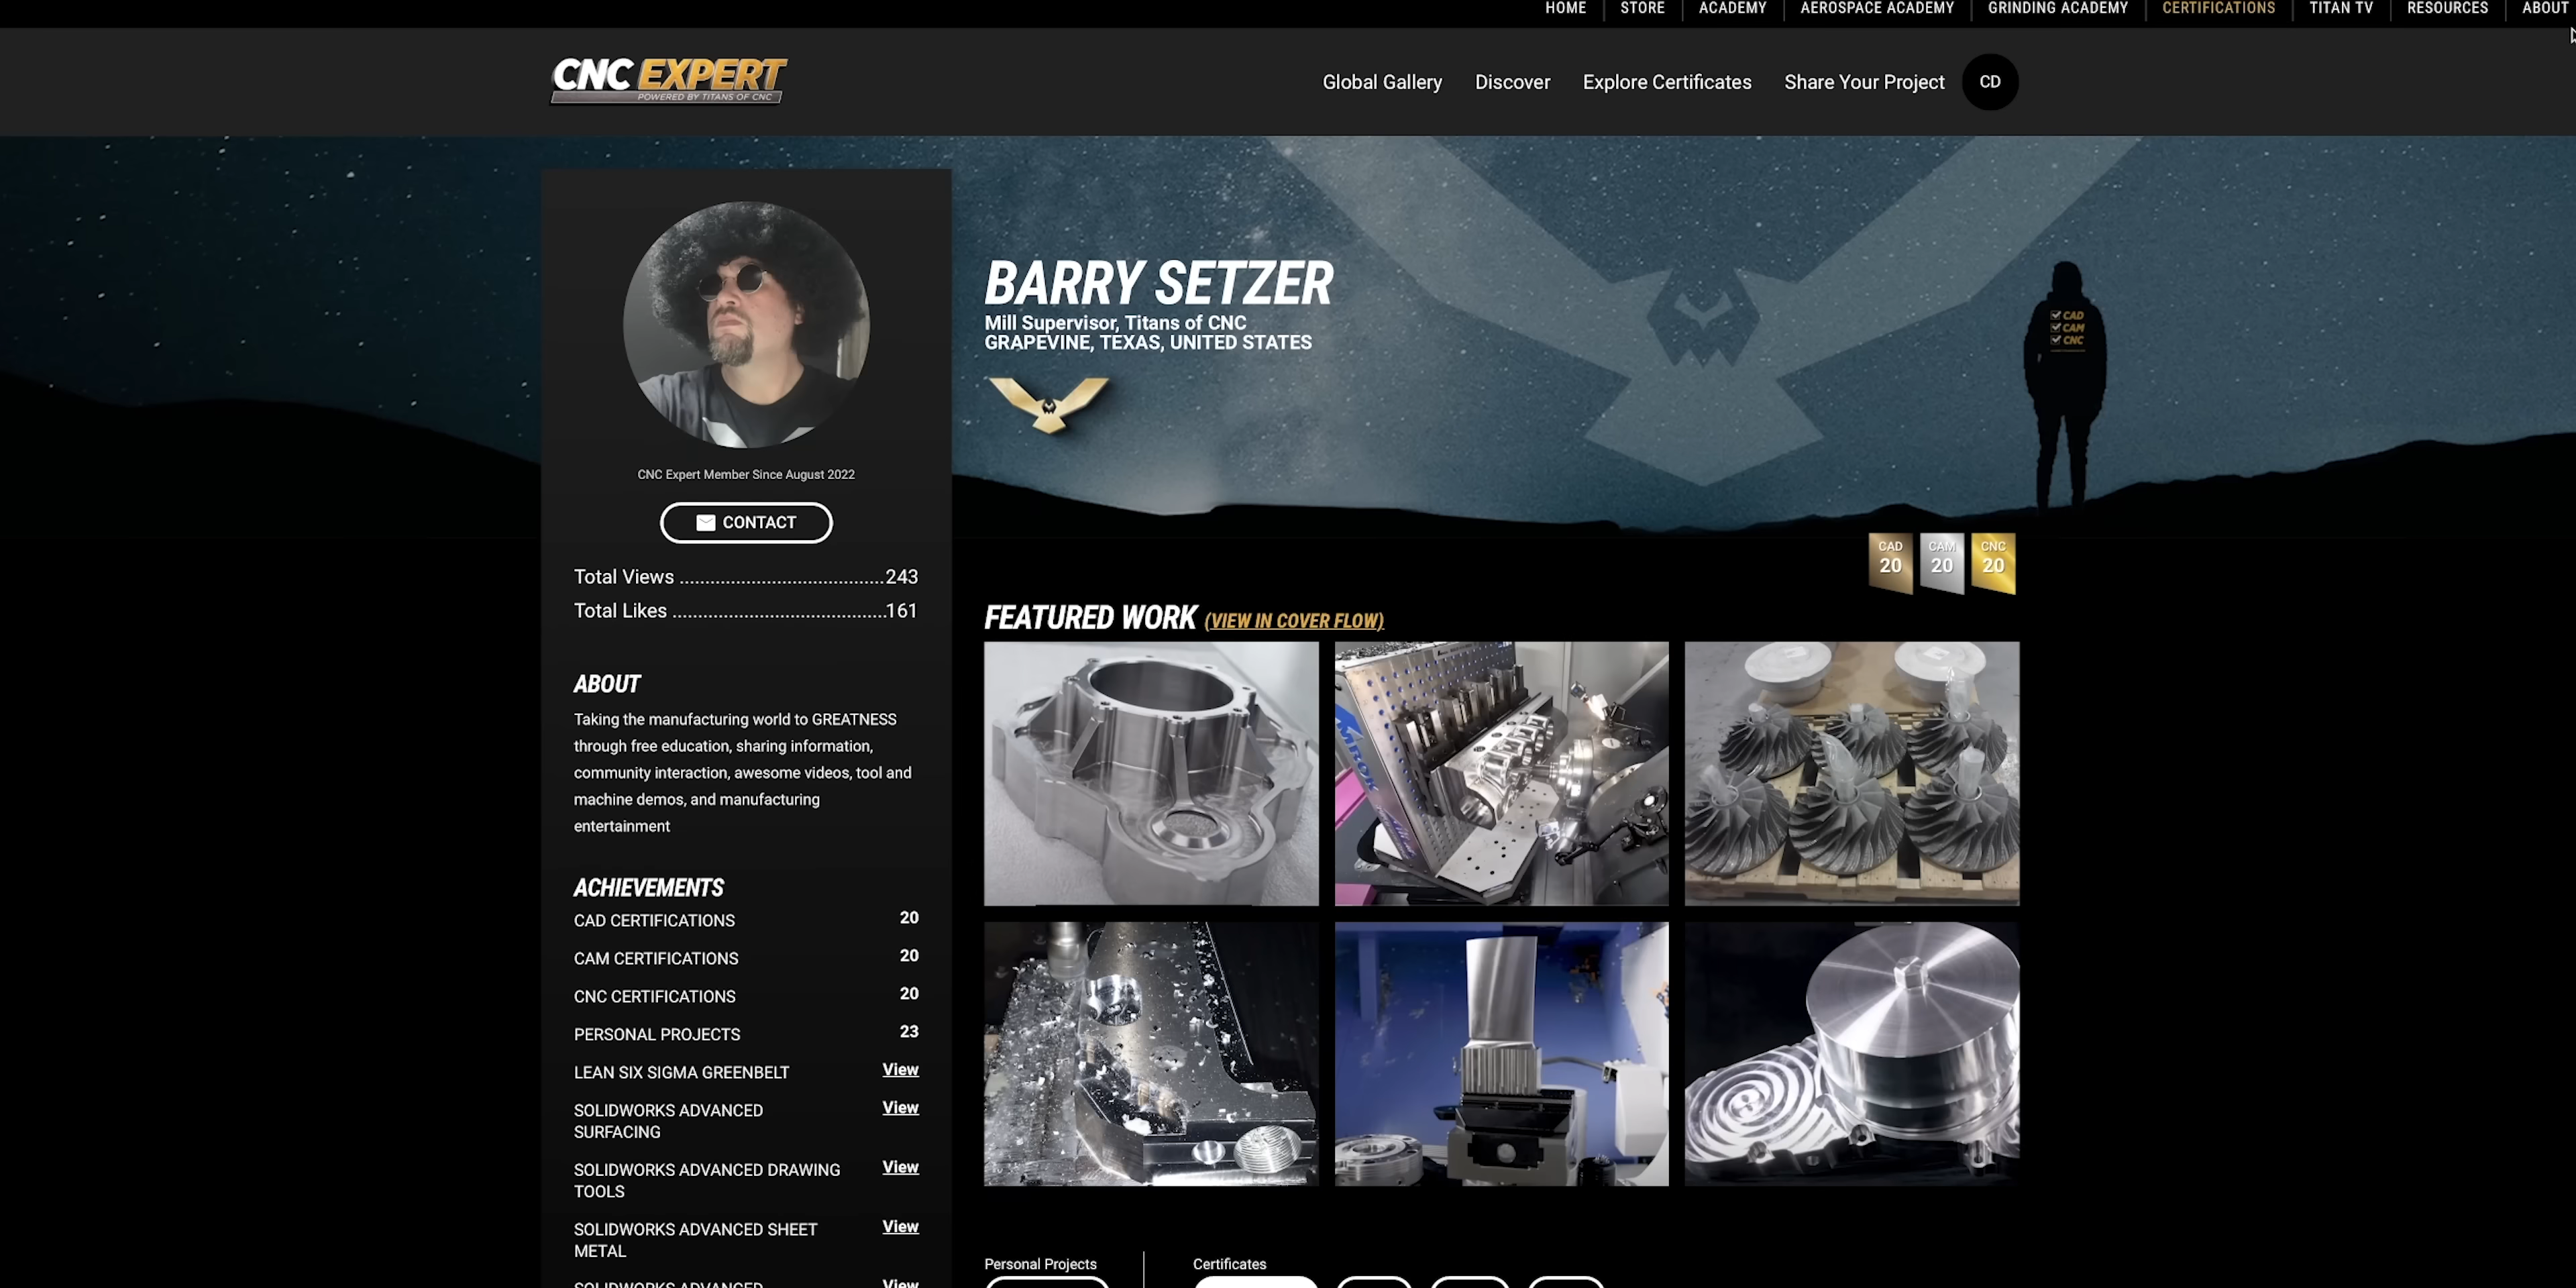 HOME
STORE
ACADEMY
AEROSPACE ACADEMY
GRINDING ACADEMY
CERTIFICATIONS
TITAN TV
RESOURCES
ABOUT
CNC EXPERT
POWERED BY TITANS OF CNC
Global Gallery
Discover
Explore Certificates
Share Your Project
CD
BARRY SETZER
Mill Supervisor, Titans of CNC
GRAPEVINE, TEXAS, UNITED STATES
CAD
CAM
CNC
CNC Expert Member Since August 2022
CONTACT
Total Views ........................................243
Total Likes ..........................................161
CAD
20
CAM
20
CNC
20
ABOUT
Taking the manufacturing world to GREATNESS
through free education, sharing information,
community interaction, awesome videos, tool and
machine demos, and manufacturing
entertainment
ACHIEVEMENTS
CAD CERTIFICATIONS 20
CAM CERTIFICATIONS 20
CNC CERTIFICATIONS 20
PERSONAL PROJECTS 23
LEAN SIX SIGMA GREENBELT View
SOLIDWORKS ADVANCED View
SURFACING
SOLIDWORKS ADVANCED DRAWING View
TOOLS
SOLIDWORKS ADVANCED SHEET View
METAL
SOLIDWORKS ADVANCED View
FEATURED WORK (VIEW IN COVER FLOW)
Personal Projects
Certificates